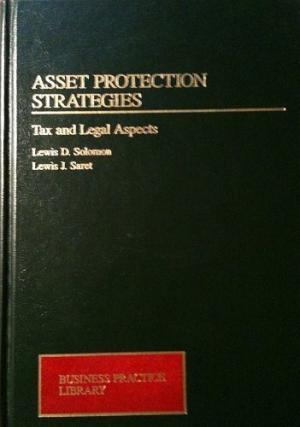 ASSET PROTECTION
STRATEGIES
Tax and Legal Aspects
Lewis D. Solomon
Lewis J. Saret
BUSINESS PRACTICE
LIBRARY